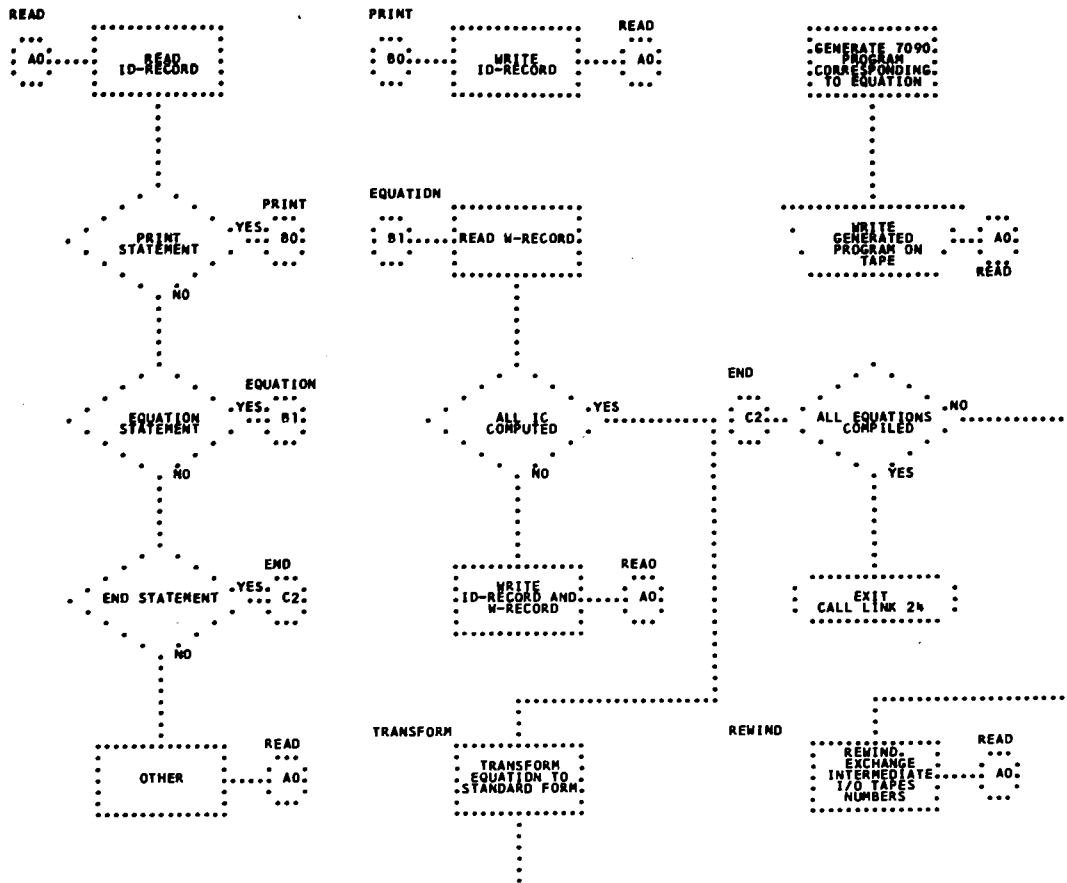 READ
A0
READ
ID-RECORD
PRINT
STATEMENT
YES
PRINT
B0
NO
EQUATION
STATEMENT
YES
EQUATION
B1
NO
END STATEMENT
YES
END
C2
NO
OTHER
READ
A0
PRINT
B0
WRITE
ID-RECORD
READ
A0
EQUATION
B1
READ W-RECORD
ALL IC
COMPUTED
YES
NO
WRITE
ID-RECORD AND
W-RECORD
READ
A0
TRANSFORM
TRANSFORM
EQUATION TO
STANDARD FORM
GENERATE 7090
PROGRAM
CORRESPONDING
TO EQUATION
WRITE
GENERATED
PROGRAM ON
TAPE
A0
READ
END
C2
ALL EQUATIONS
COMPILED
NO
YES
EXIT
CALL LINK 24
REWIND
REWIND.
EXCHANGE
INTERMEDIATE
I/O TAPES
NUMBERS
READ
A0